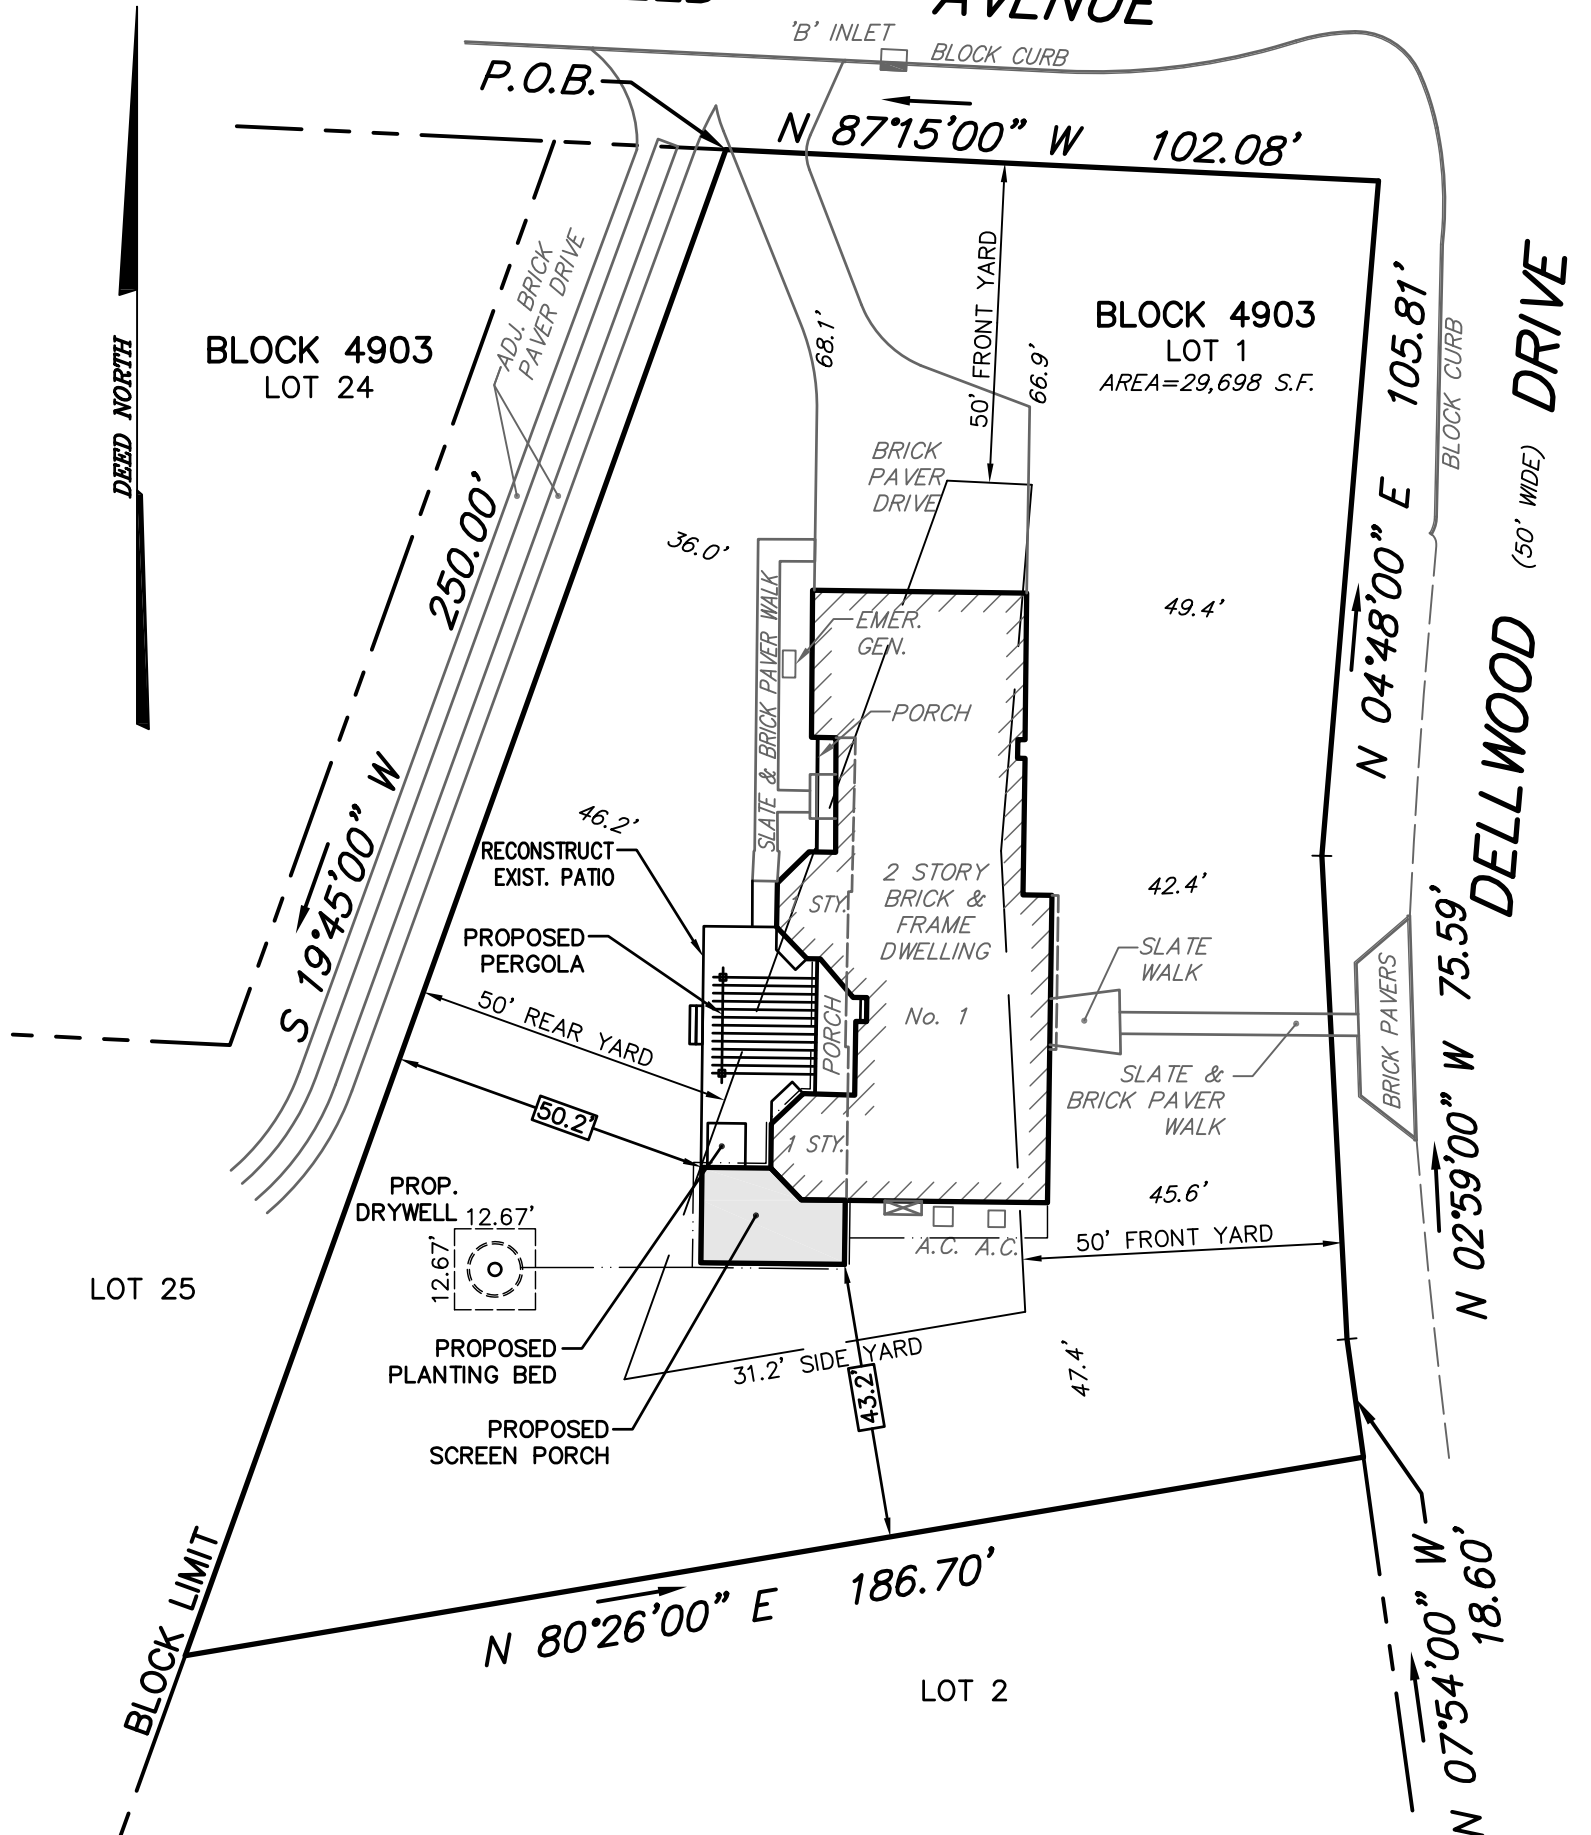 AVENUE
'B' INLET
BLOCK CURB
P.O.B.
N 87°15'00" W 102.08'
DEED NORTH
BLOCK 4903
LOT 24
ADJ. BRICK
PAVER DRIVE
68.1'
50' FRONT YARD
66.9'
BLOCK 4903
LOT 1
AREA=29,698 S.F.
N 04°48'00" E 105.81'
BLOCK CURB
DELLWOOD (50' WIDE) DRIVE
S 19°45'00" W 250.00'
BRICK
PAVER
DRIVE
36.0'
SLATE & BRICK PAVER WALK
EMER.
GEN.
49.4'
PORCH
46.2'
RECONSTRUCT
EXIST. PATIO
1 STY.
2 STORY
BRICK &
FRAME
DWELLING
No. 1
42.4'
PROPOSED
PERGOLA
SLATE
WALK
50' REAR YARD
PORCH
BRICK PAVERS
SLATE &
BRICK PAVER
WALK
N 02°59'00" W 75.59'
50.2'
1 STY.
PROP.
DRYWELL
12.67'
12.67'
45.6'
A.C. A.C.
50' FRONT YARD
LOT 25
PROPOSED
PLANTING BED
31.2' SIDE YARD
43.2'
47.4'
PROPOSED
SCREEN PORCH
BLOCK LIMIT
N 80°26'00" E 186.70'
N 07°54'00" W
18.60'
LOT 2